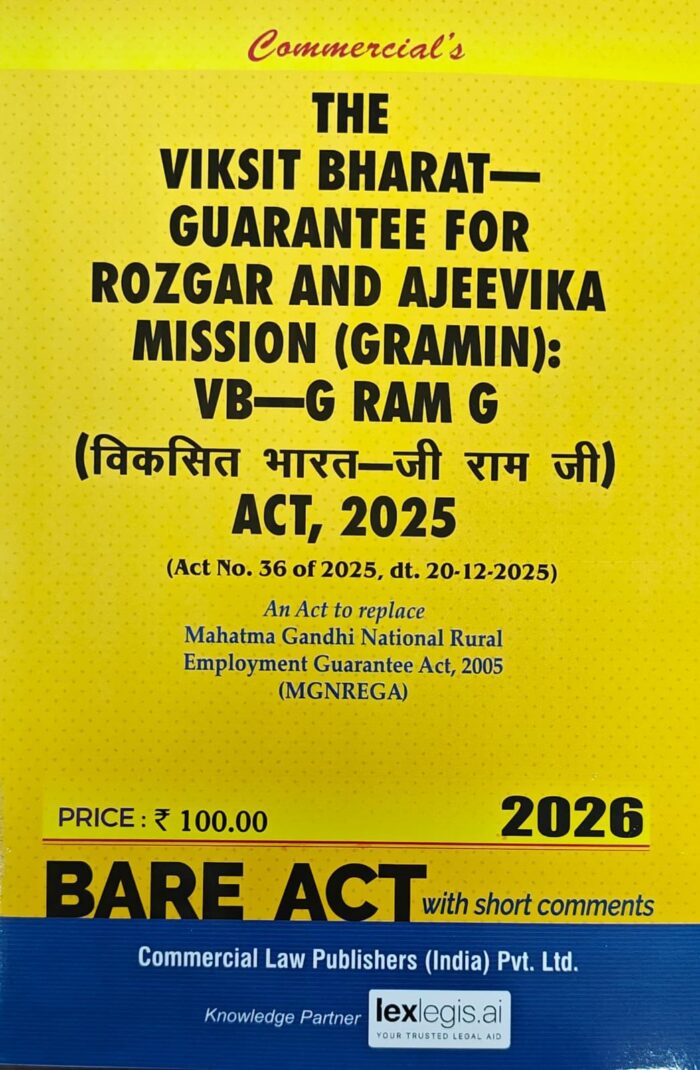 Commercial's
THE
VIKSIT BHARAT—
GUARANTEE FOR
ROZGAR AND AJEEVIKA
MISSION (GRAMIN):
VB—G RAM G
(विकसित भारत—जी राम जी)
ACT, 2025
(Act No. 36 of 2025, dt. 20-12-2025)
An Act to replace
Mahatma Gandhi National Rural
Employment Guarantee Act, 2005
(MGNREGA)
PRICE : ₹ 100.00
2026
BARE ACT with short comments
Commercial Law Publishers (India) Pvt. Ltd.
Knowledge Partner lexlegis.ai
YOUR TRUSTED LEGAL AID